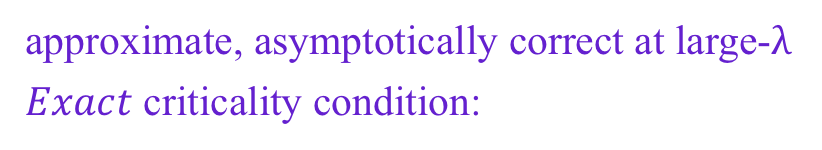 approximate, asymptotically correct at large-λ
Exact criticality condition: